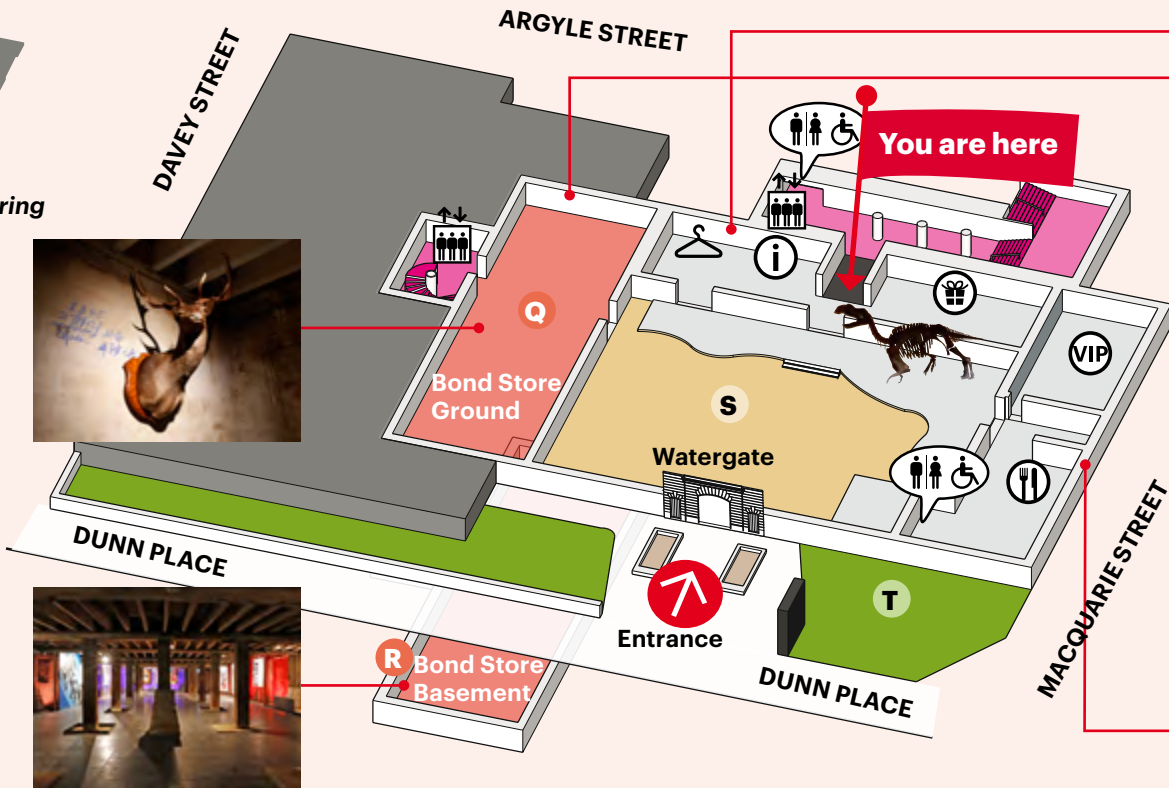 ARGYLE STREET
DAVEY STREET
You are here
ring
Q
i
VIP
Bond Store
Ground
S
Watergate
DUNN PLACE
T
MACQUARIE STREET
Entrance
R
Bond Store
Basement
DUNN PLACE